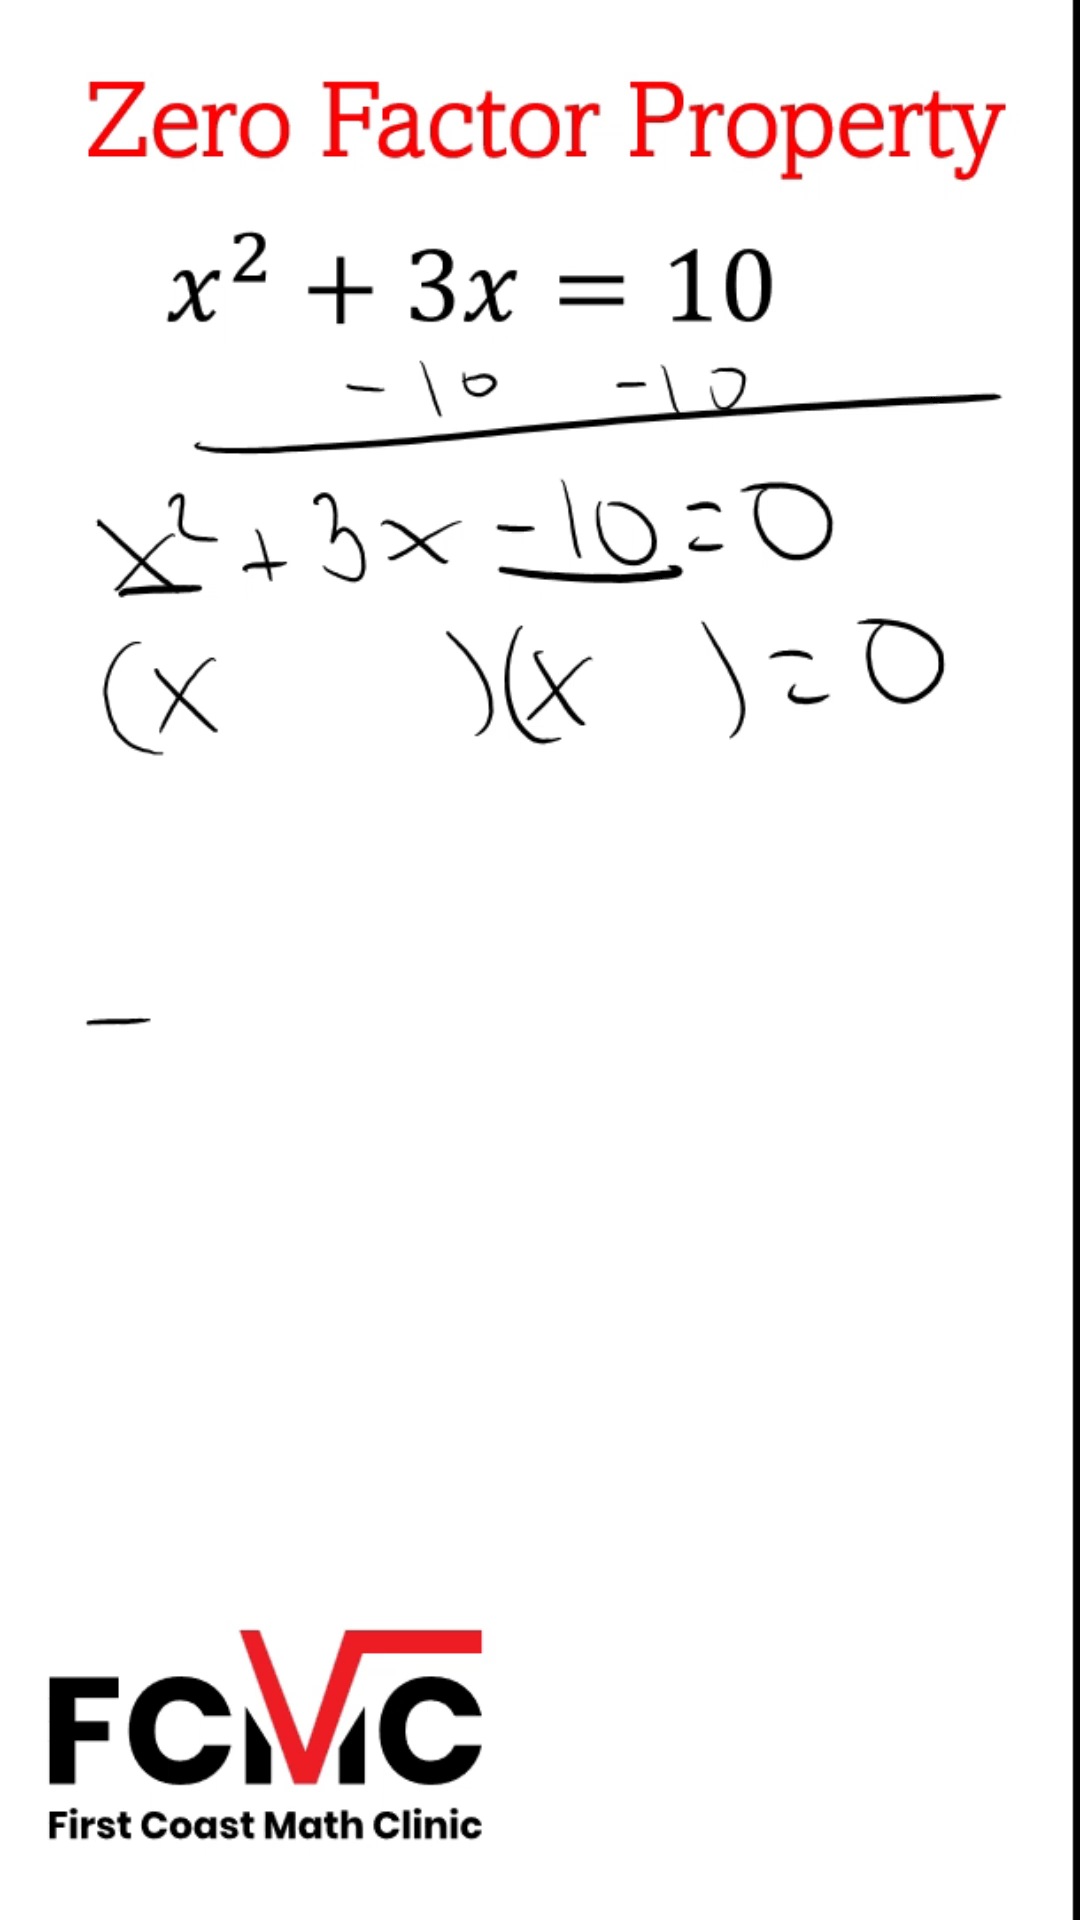 Zero Factor Property
x² + 3x = 10
-10 -10
x² + 3x -10 = 0
(x )(x ) = 0
—
FCMC
First Coast Math Clinic